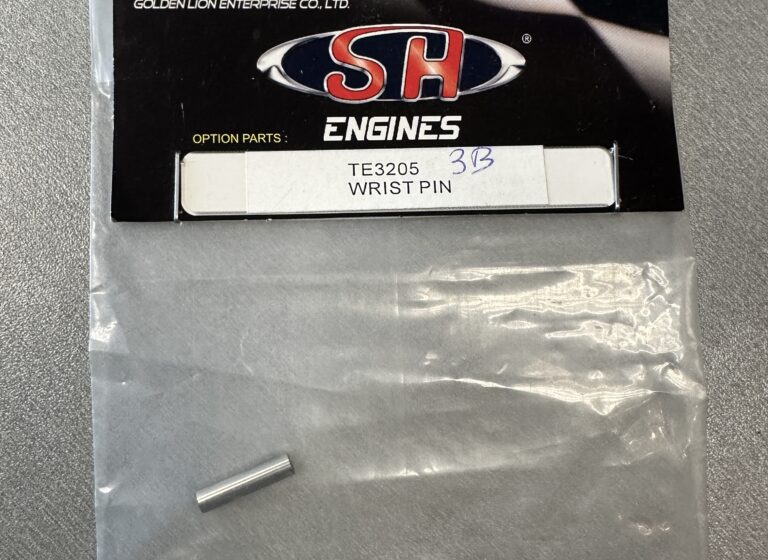 GOLDEN LION ENTERPRISE CO., LTD.
SH ®
ENGINES
OPTION PARTS :
TE3205 3B
WRIST PIN